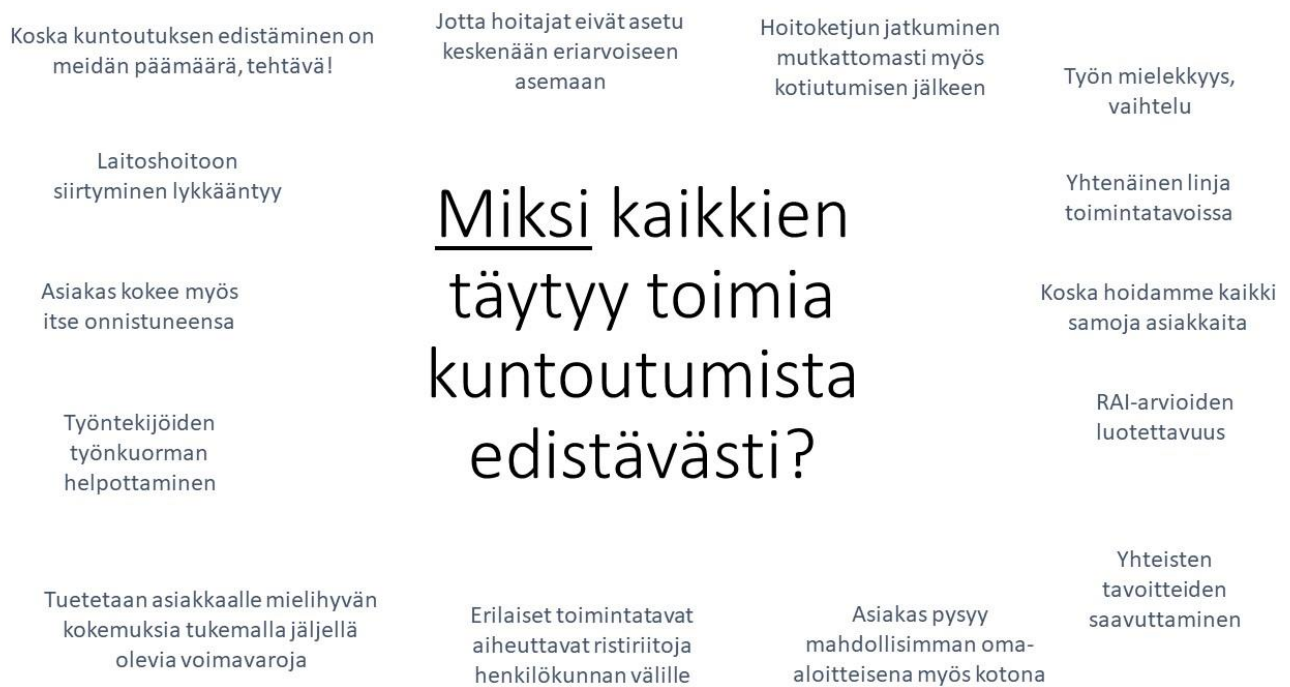 Koska kuntoutuksen edistäminen on
meidän päämäärä, tehtävä!
Jotta hoitajat eivät asetu
keskenään eriarvoiseen
asemaan
Hoitoketjun jatkuminen
mutkattomasti myös
kotiutumisen jälkeen
Työn mielekkyys,
vaihtelu
Laitoshoitoon
siirtyminen lykkääntyy
Yhtenäinen linja
toimintatavoissa
Miksi kaikkien
täytyy toimia
kuntoutumista
edistävästi?
Asiakas kokee myös
itse onnistuneensa
Koska hoidamme kaikki
samoja asiakkaita
Työntekijöiden
työnkuorman
helpottaminen
RAI-arvioiden
luotettavuus
Yhteisten
tavoitteiden
saavuttaminen
Tuetetaan asiakkaalle mielihyvän
kokemuksia tukemalla jäljellä
olevia voimavaroja
Erilaiset toimintatavat
aiheuttavat ristiriitoja
henkilökunnan välille
Asiakas pysyy
mahdollisimman oma-
aloitteisena myös kotona